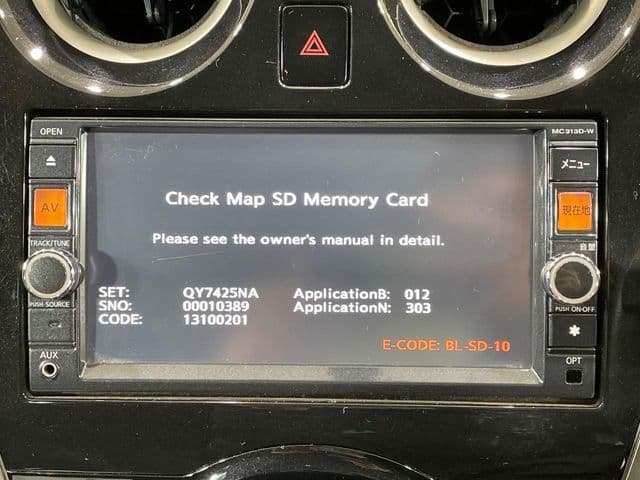 OPEN
MC313D-W
メニュー
AV
現在地
TRACK/TUNE
音量
PUSH SOURCE
PUSH ON-OFF
AUX
OPT
Check Map SD Memory Card
Please see the owner's manual in detail.
SET: QY7425NA ApplicationB: 012
SNO: 00010389 ApplicationN: 303
CODE: 13100201
E-CODE: BL-SD-10